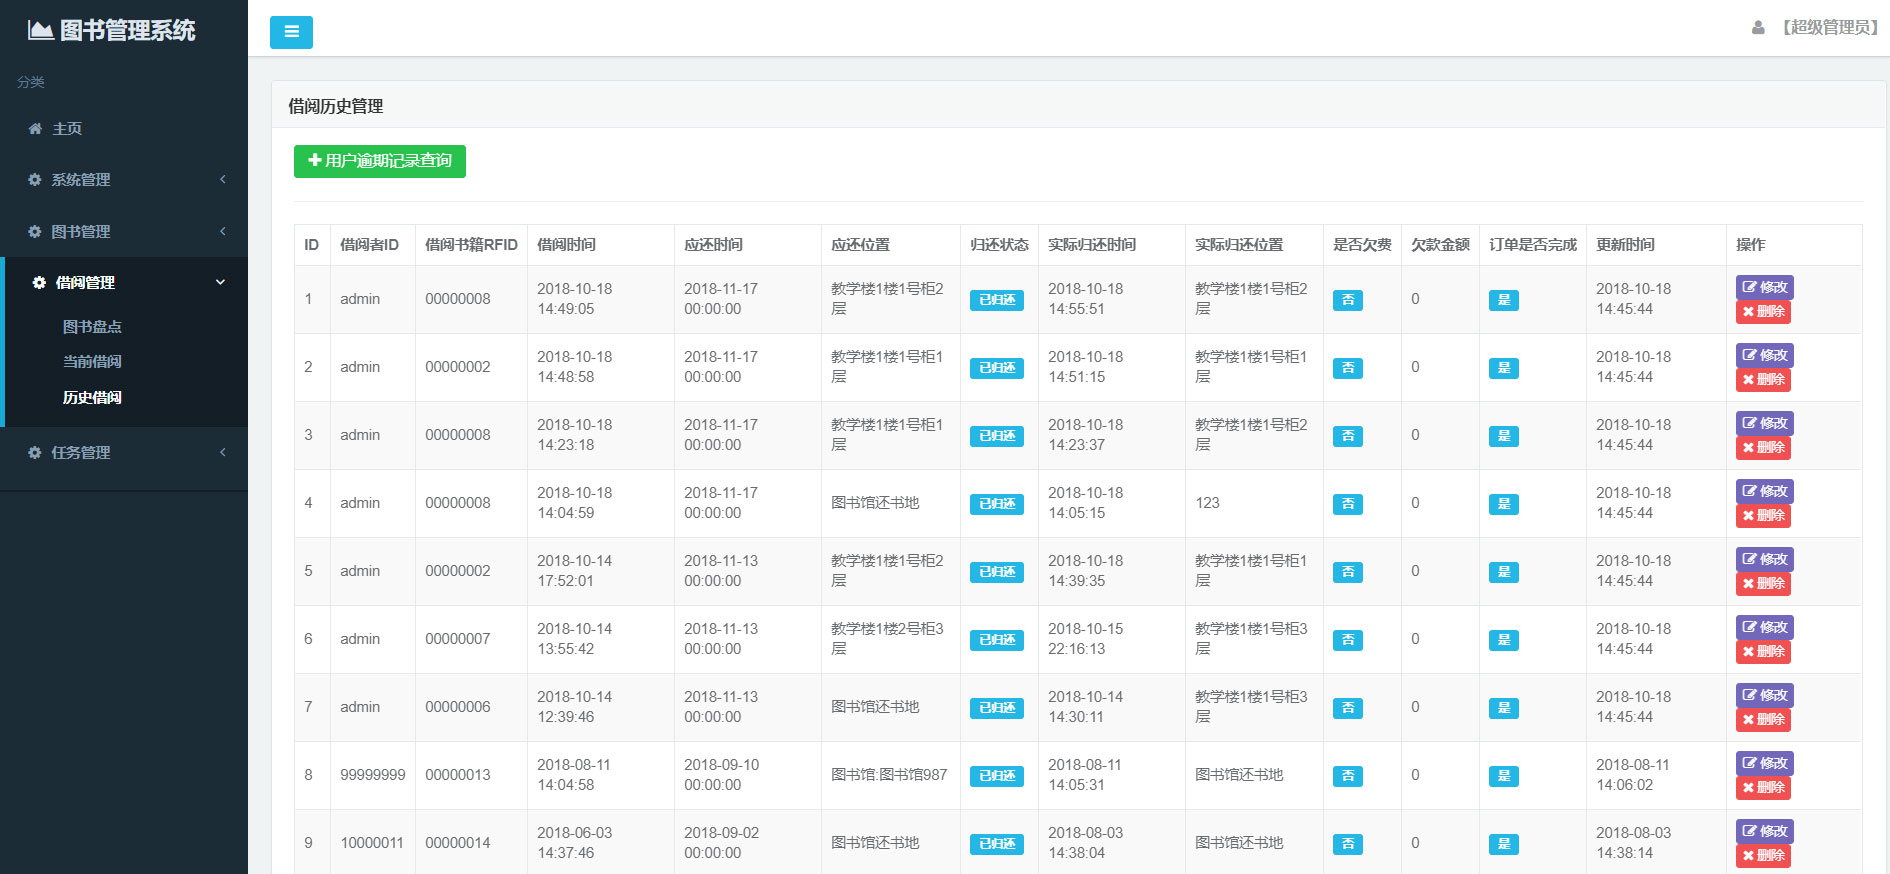 图书管理系统
【超级管理员】
分类
主页
系统管理
图书管理
借阅管理
图书盘点
当前借阅
历史借阅
任务管理
借阅历史管理
用户逾期记录查询
ID 借阅者ID 借阅书籍RFID 借阅时间 应还时间 应还位置 归还状态 实际归还时间 实际归还位置 是否欠费 欠款金额 订单是否完成 更新时间 操作
2018-10-18 2018-11-17 教学楼1楼1号柜2 2018-10-18 教学楼1楼1号柜2 2018-10-18 修改
1 admin 00000008 已归还 否 0 是
14:49:05 00:00:00 层 14:55:51 层 14:45:44 删除
2018-10-18 2018-11-17 教学楼1楼1号柜1 2018-10-18 教学楼1楼1号柜1 2018-10-18 修改
2 admin 00000002 已归还 否 0 是
14:48:58 00:00:00 层 14:51:15 层 14:45:44 删除
2018-10-18 2018-11-17 教学楼1楼1号柜1 2018-10-18 教学楼1楼1号柜2 2018-10-18 修改
3 admin 00000008 已归还 否 0 是
14:23:18 00:00:00 层 14:23:37 层 14:45:44 删除
2018-10-18 2018-11-17 2018-10-18 2018-10-18 修改
4 admin 00000008 图书馆还书地 已归还 123 否 0 是
14:04:59 00:00:00 14:05:15 14:45:44 删除
2018-10-14 2018-11-13 教学楼1楼1号柜2 2018-10-18 教学楼1楼1号柜1 2018-10-18 修改
5 admin 00000002 已归还 否 0 是
17:52:01 00:00:00 层 14:39:35 层 14:45:44 删除
2018-10-14 2018-11-13 教学楼1楼2号柜3 2018-10-15 教学楼1楼1号柜3 2018-10-18 修改
6 admin 00000007 已归还 否 0 是
13:55:42 00:00:00 层 22:16:13 层 14:45:44 删除
2018-10-14 2018-11-13 2018-10-14 教学楼1楼1号柜3 2018-10-18 修改
7 admin 00000006 图书馆还书地 已归还 否 0 是
12:39:46 00:00:00 14:30:11 层 14:45:44 删除
2018-08-11 2018-09-10 2018-08-11 2018-08-11 修改
8 99999999 00000013 图书馆:图书馆987 已归还 图书馆还书地 否 0 是
14:04:58 00:00:00 14:05:31 14:06:02 删除
2018-06-03 2018-09-02 2018-08-03 2018-08-03 修改
9 10000011 00000014 图书馆还书地 已归还 图书馆还书地 否 0 是
14:37:46 00:00:00 14:38:04 14:38:14 删除